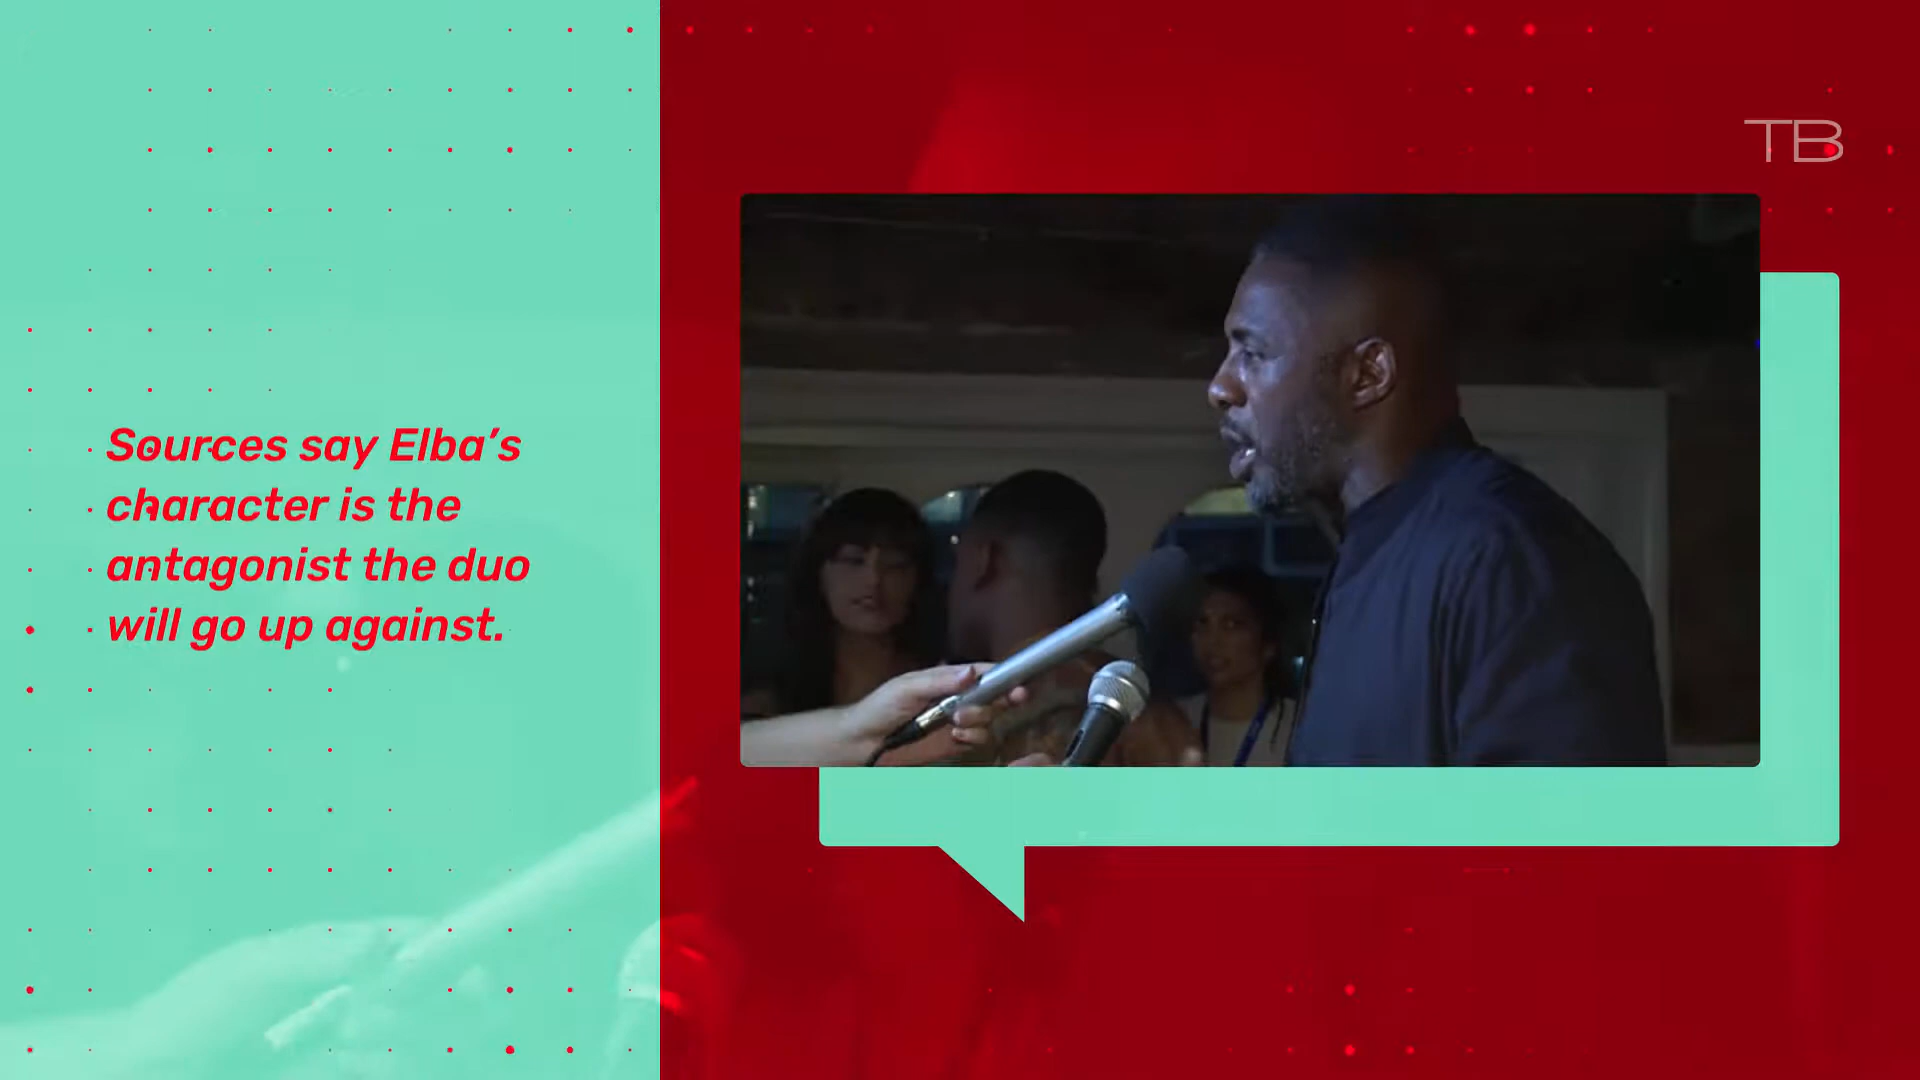 TB
Sources say Elba’s
character is the
antagonist the duo
will go up against.